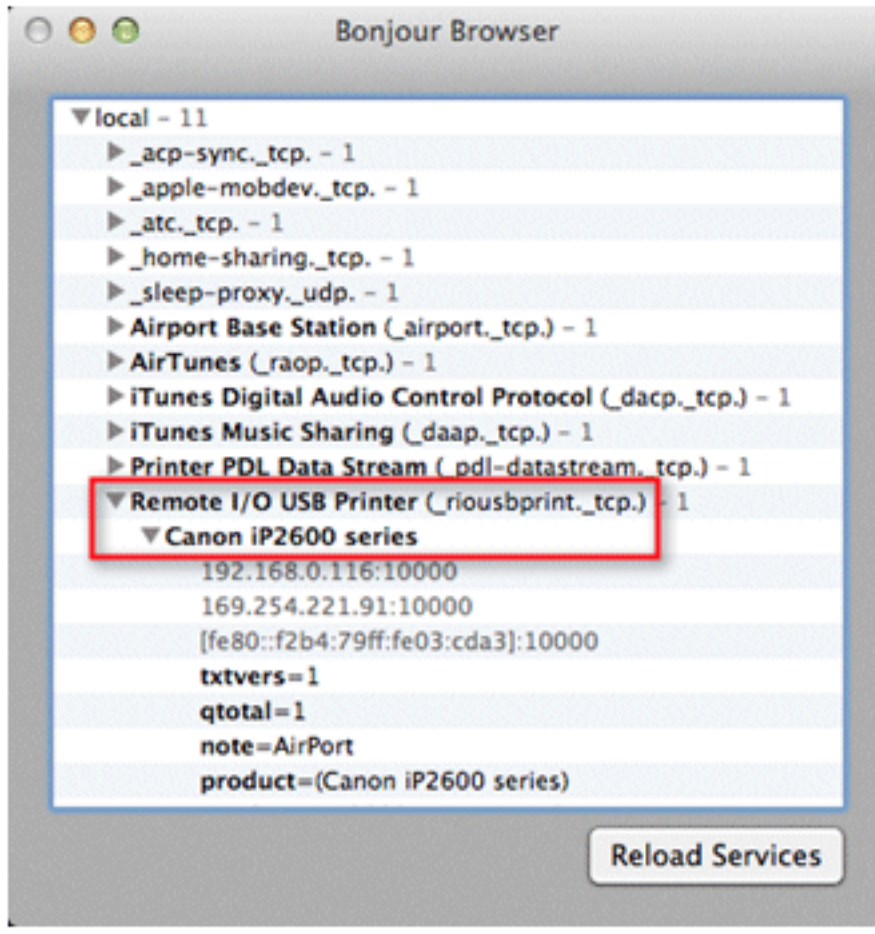 Bonjour Browser
local – 11
_acp-sync._tcp. – 1
_apple-mobdev._tcp. – 1
_atc._tcp. – 1
_home-sharing._tcp. – 1
_sleep-proxy._udp. – 1
Airport Base Station (_airport._tcp.) – 1
AirTunes (_raop._tcp.) – 1
iTunes Digital Audio Control Protocol (_dacp._tcp.) – 1
iTunes Music Sharing (_daap._tcp.) – 1
Printer PDL Data Stream (_pdl-datastream._tcp.) – 1
Remote I/O USB Printer (_riousbprint._tcp.) – 1
Canon iP2600 series
192.168.0.116:10000
169.254.221.91:10000
[fe80::f2b4:79ff:fe03:cda3]:10000
txtvers=1
qtotal=1
note=AirPort
product=(Canon iP2600 series)
Reload Services